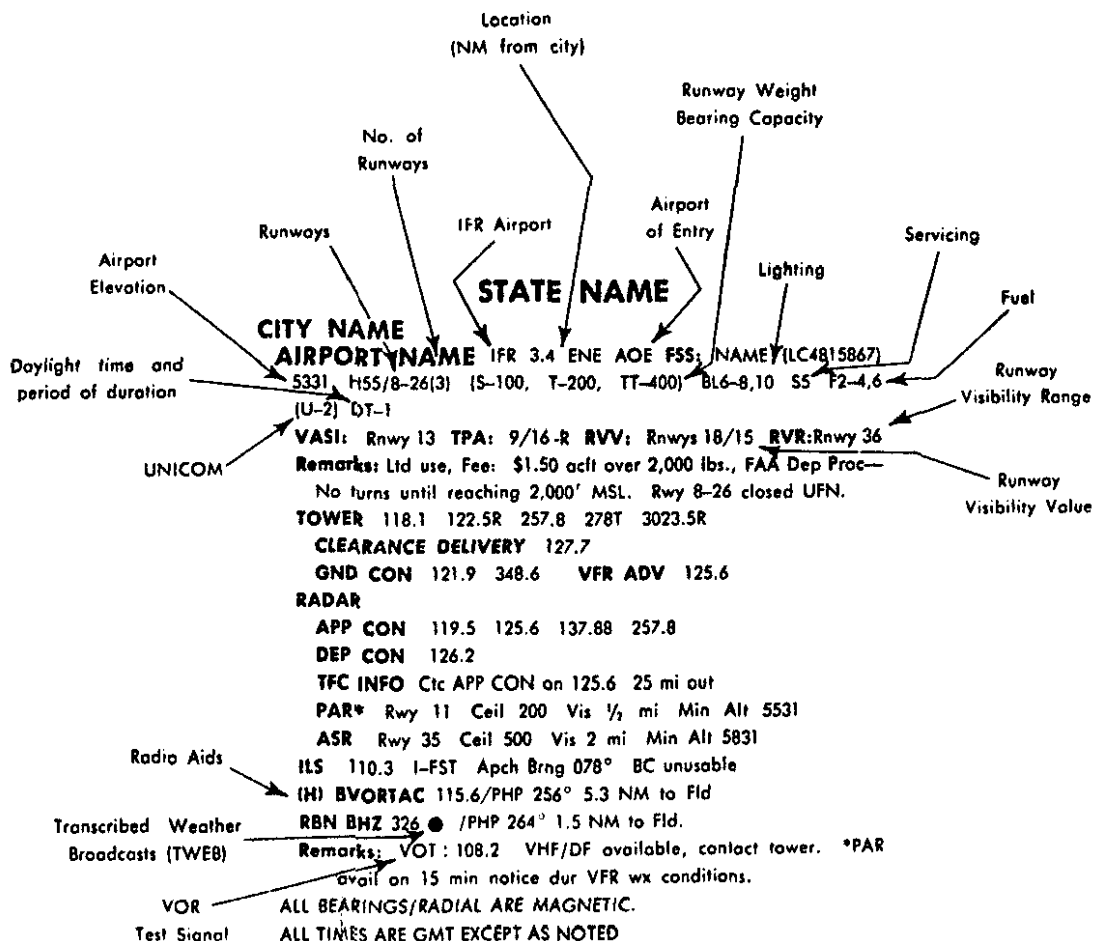 Location
(NM from city)
Runway Weight
Bearing Capacity
No. of
Runways
IFR Airport
Airport
of Entry
Runways
Servicing
Airport
Elevation
Lighting
Fuel
STATE NAME
CITY NAME
AIRPORT NAME IFR 3.4 ENE AOE FSS: NAME (LC4815867)
Daylight time and
period of duration
5331 H55/8-26(3) (S-100, T-200, TT-400) BL6-8,10 S5 F2-4,6
Runway
Visibility Range
(U-2) DT-1
VASI: Rnwy 13 TPA: 9/16-R RVV: Rnwys 18/15 RVR:Rnwy 36
UNICOM
Remarks: Ltd use, Fee: $1.50 acft over 2,000 lbs., FAA Dep Proc—
No turns until reaching 2,000' MSL. Rwy 8-26 closed UFN.
Runway
Visibility Value
TOWER 118.1 122.5R 257.8 278T 3023.5R
CLEARANCE DELIVERY 127.7
GND CON 121.9 348.6 VFR ADV 125.6
RADAR
APP CON 119.5 125.6 137.88 257.8
DEP CON 126.2
TFC INFO Ctc APP CON on 125.6 25 mi out
PAR* Rwy 11 Ceil 200 Vis ½ mi Min Alt 5531
ASR Rwy 35 Ceil 500 Vis 2 mi Min Alt 5831
Radio Aids
ILS 110.3 I-FST Apch Brng 078° BC unusable
(H) BVORTAC 115.6/PHP 256° 5.3 NM to Fld
Transcribed Weather
Broadcasts (TWEB)
RBN BHZ 326 ● /PHP 264° 1.5 NM to Fld.
Remarks: VOT: 108.2 VHF/DF available, contact tower. *PAR
avail on 15 min notice dur VFR wx conditions.
VOR
Test Signal
ALL BEARINGS/RADIAL ARE MAGNETIC.
ALL TIMES ARE GMT EXCEPT AS NOTED